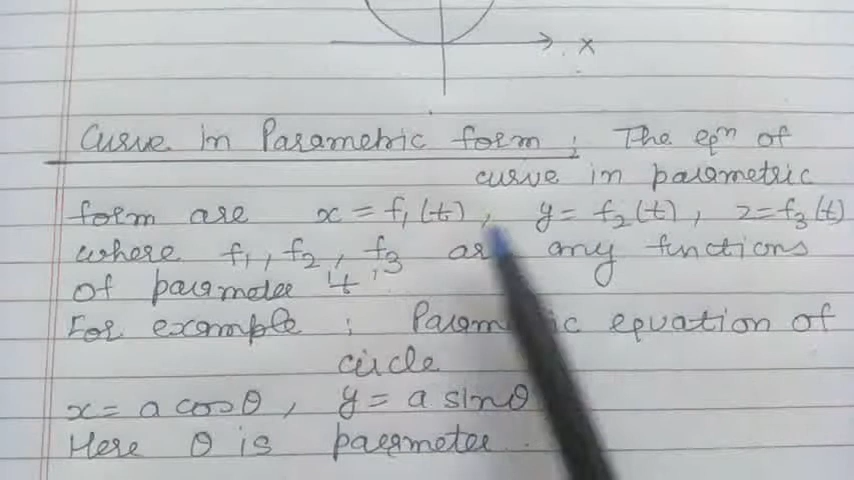 x
Curve in Parametric form ; The eqn of
curve in parametric
form are x = f1(t), y = f2(t), z = f3(t)
where f1, f2, f3 are any functions
of parameter 't'
For example ; Parametric equation of
circle
x = a cosθ, y = a sinθ
Here θ is parameter.